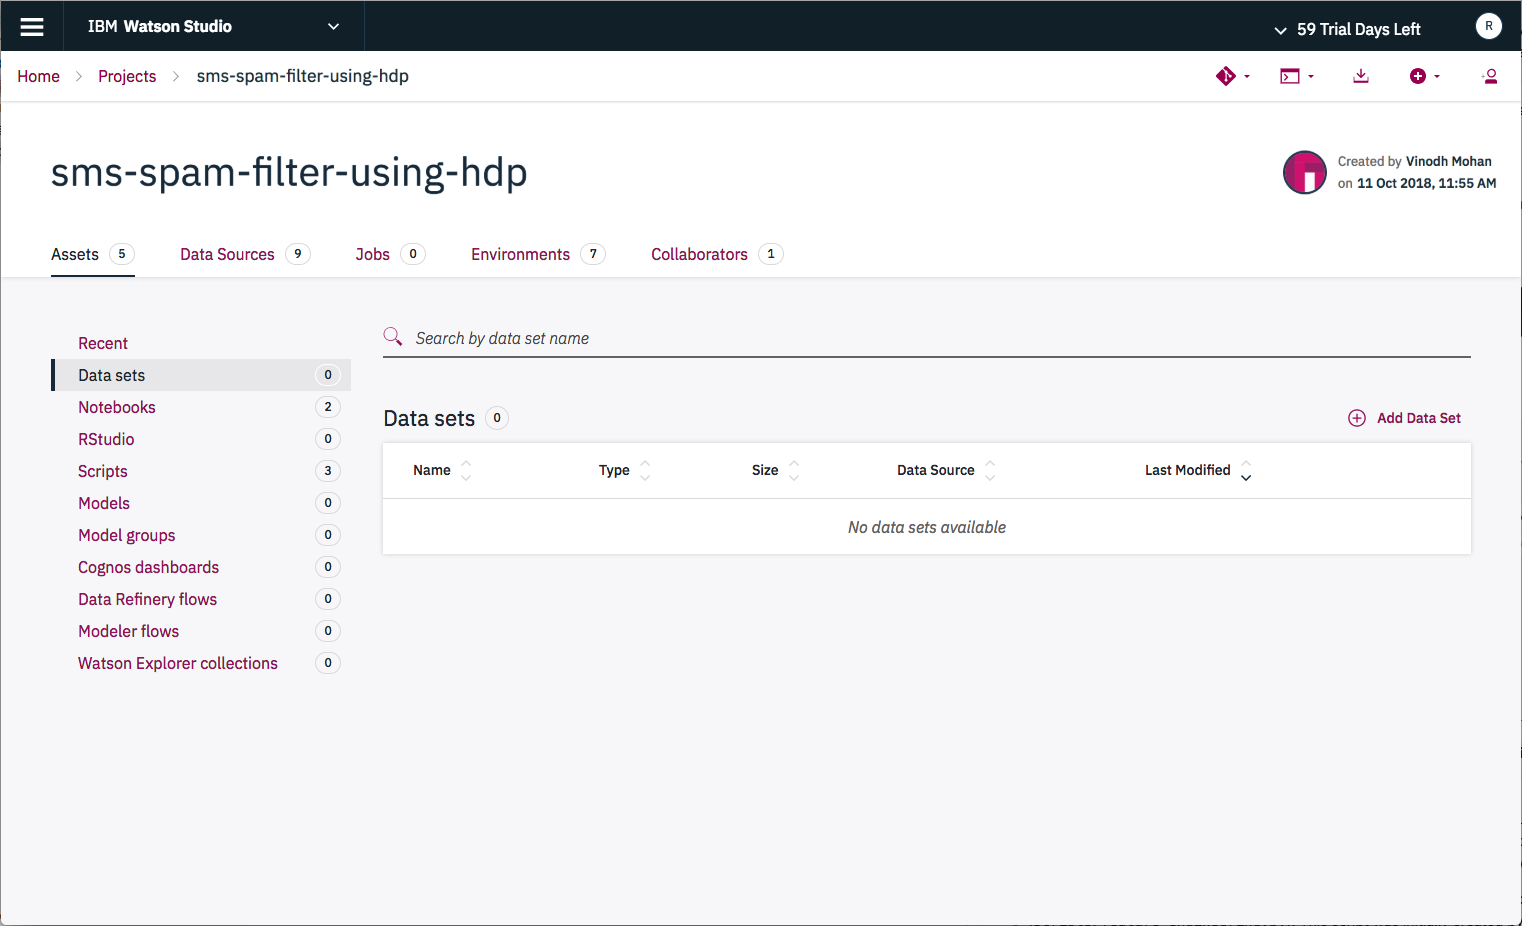 IBM Watson Studio
59 Trial Days Left
R
Home
Projects
sms-spam-filter-using-hdp
sms-spam-filter-using-hdp
Created by Vinodh Mohan
on 11 Oct 2018, 11:55 AM
Assets 5
Data Sources 9
Jobs 0
Environments 7
Collaborators 1
Recent
Data sets 0
Notebooks 2
RStudio 0
Scripts 3
Models 0
Model groups 0
Cognos dashboards 0
Data Refinery flows 0
Modeler flows 0
Watson Explorer collections 0
Search by data set name
Data sets 0
Add Data Set
Name Type Size Data Source Last Modified
No data sets available